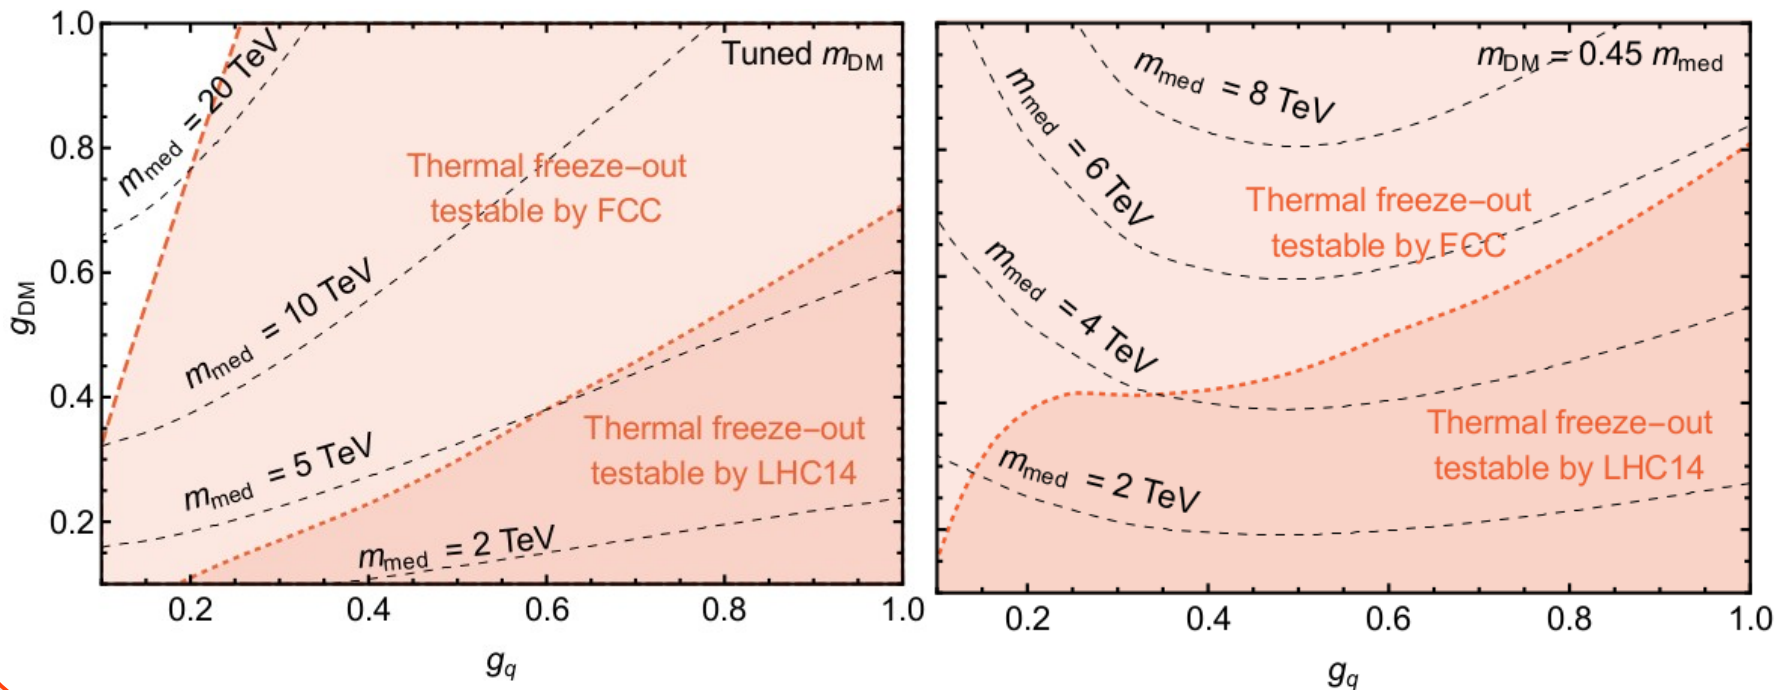 Tuned m_DM
m_med = 20 TeV
Thermal freeze–out
testable by FCC
m_med = 10 TeV
m_med = 5 TeV
Thermal freeze–out
testable by LHC14
m_med = 2 TeV
1.0
0.8
0.6
0.4
0.2
g_DM
0.2 0.4 0.6 0.8 1.0
g_q
m_DM = 0.45 m_med
m_med = 8 TeV
m_med = 6 TeV
Thermal freeze–out
testable by FCC
m_med = 4 TeV
Thermal freeze–out
testable by LHC14
m_med = 2 TeV
0.2 0.4 0.6 0.8 1.0
g_q